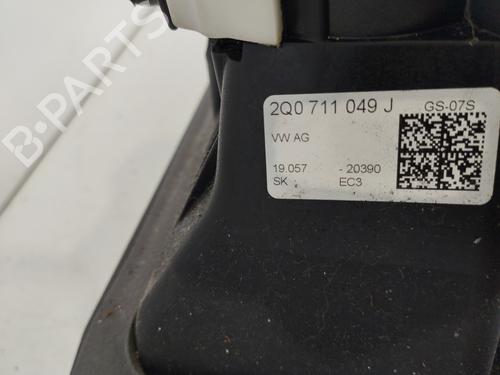 2Q0 711 049 J GS-07S
VW AG
19.057 - 20390
SK EC3
B-PARTS